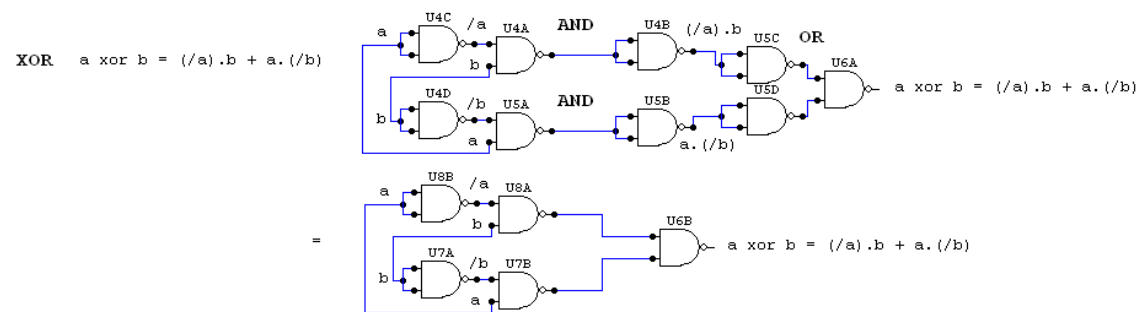 U4C /a U4A AND U4B (/a).b U5C OR
a
XOR a xor b = (/a).b + a.(/b)
b
U6A
a xor b = (/a).b + a.(/b)
U4D /b U5A AND U5B U5D
b
a a.(/b)
U8B /a U8A
a
b U6B
= a xor b = (/a).b + a.(/b)
U7A /b U7B
b
a